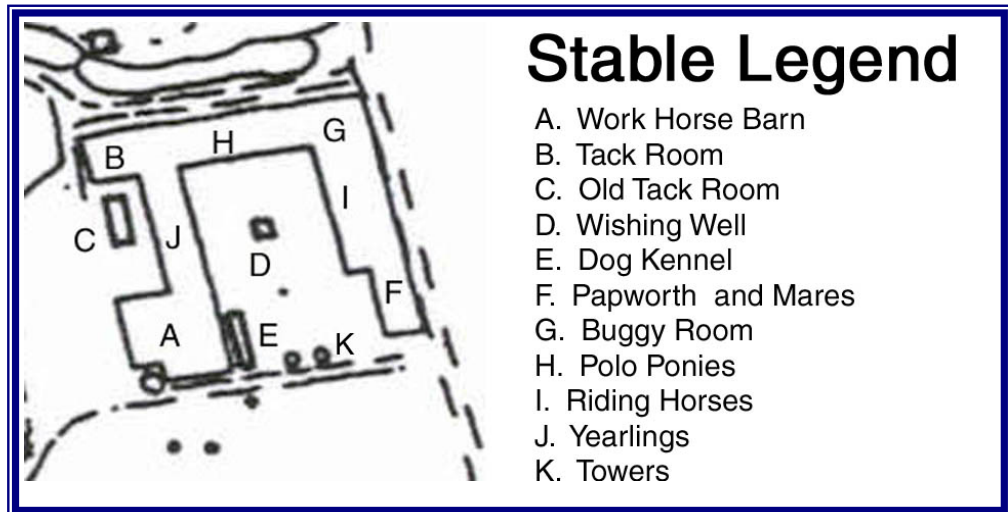 Stable Legend
A. Work Horse Barn
B. Tack Room
C. Old Tack Room
D. Wishing Well
E. Dog Kennel
F. Papworth and Mares
G. Buggy Room
H. Polo Ponies
I. Riding Horses
J. Yearlings
K. Towers
G
H
B
I
C
J
D
F
A
E
K